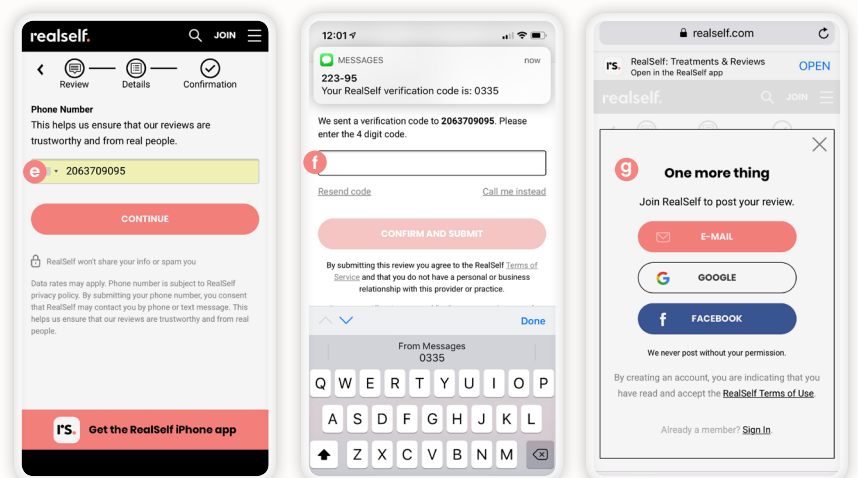 realself.
JOIN
Review
Details
Confirmation
Phone Number
This helps us ensure that our reviews are
trustworthy and from real people.
e
2063709095
CONTINUE
RealSelf won't share your info or spam you
Data rates may apply. Phone number is subject to RealSelf
privacy policy. By submitting your phone number, you consent
that RealSelf may contact you by phone or text message. This
helps us ensure that our reviews are trustworthy and from real
people.
rs. Get the RealSelf iPhone app
12:01
MESSAGES
now
223-95
Your RealSelf verification code is: 0335
We sent a verification code to 2063709095. Please
enter the 4 digit code.
f
Resend code
Call me instead
CONFIRM AND SUBMIT
By submitting this review you agree to the RealSelf Terms of
Service and that you do not have a personal or business
relationship with this provider or practice.
Done
From Messages
0335
Q W E R T Y U I O P
A S D F G H J K L
Z X C V B N M
realself.com
rs.
RealSelf: Treatments & Reviews
Open in the RealSelf app
OPEN
realself.
JOIN
g
One more thing
Join RealSelf to post your review.
E-MAIL
G GOOGLE
f FACEBOOK
We never post without your permission.
By creating an account, you are indicating that you
have read and accept the RealSelf Terms of Use.
Already a member? Sign In.